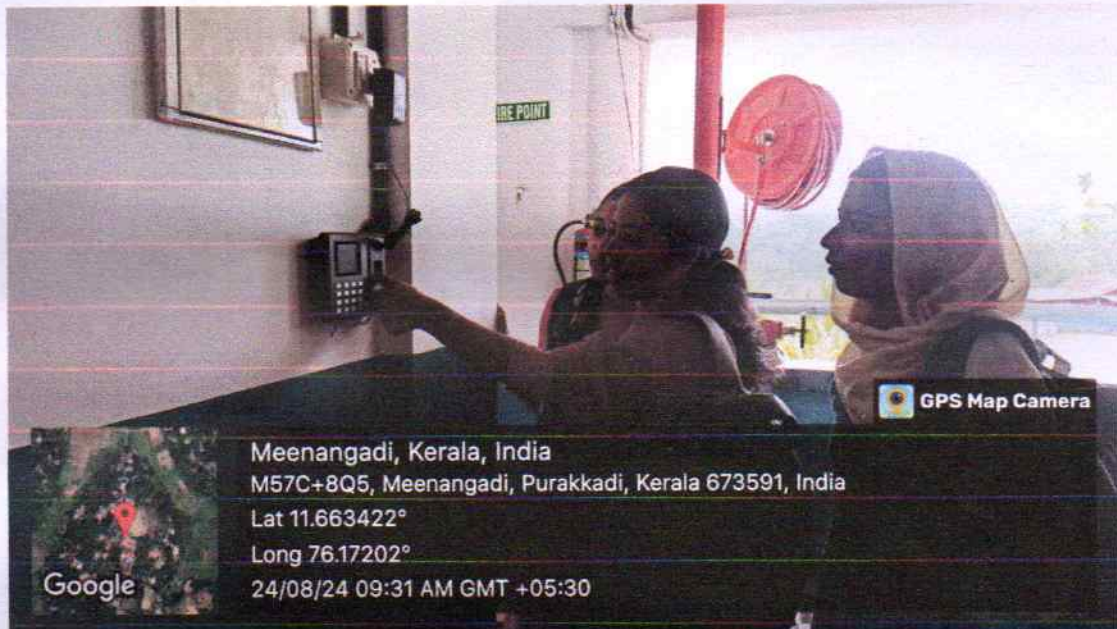 IRE POINT
GPS Map Camera
Meenangadi, Kerala, India
M57C+8Q5, Meenangadi, Purakkadi, Kerala 673591, India
Lat 11.663422°
Long 76.17202°
24/08/24 09:31 AM GMT +05:30
Google